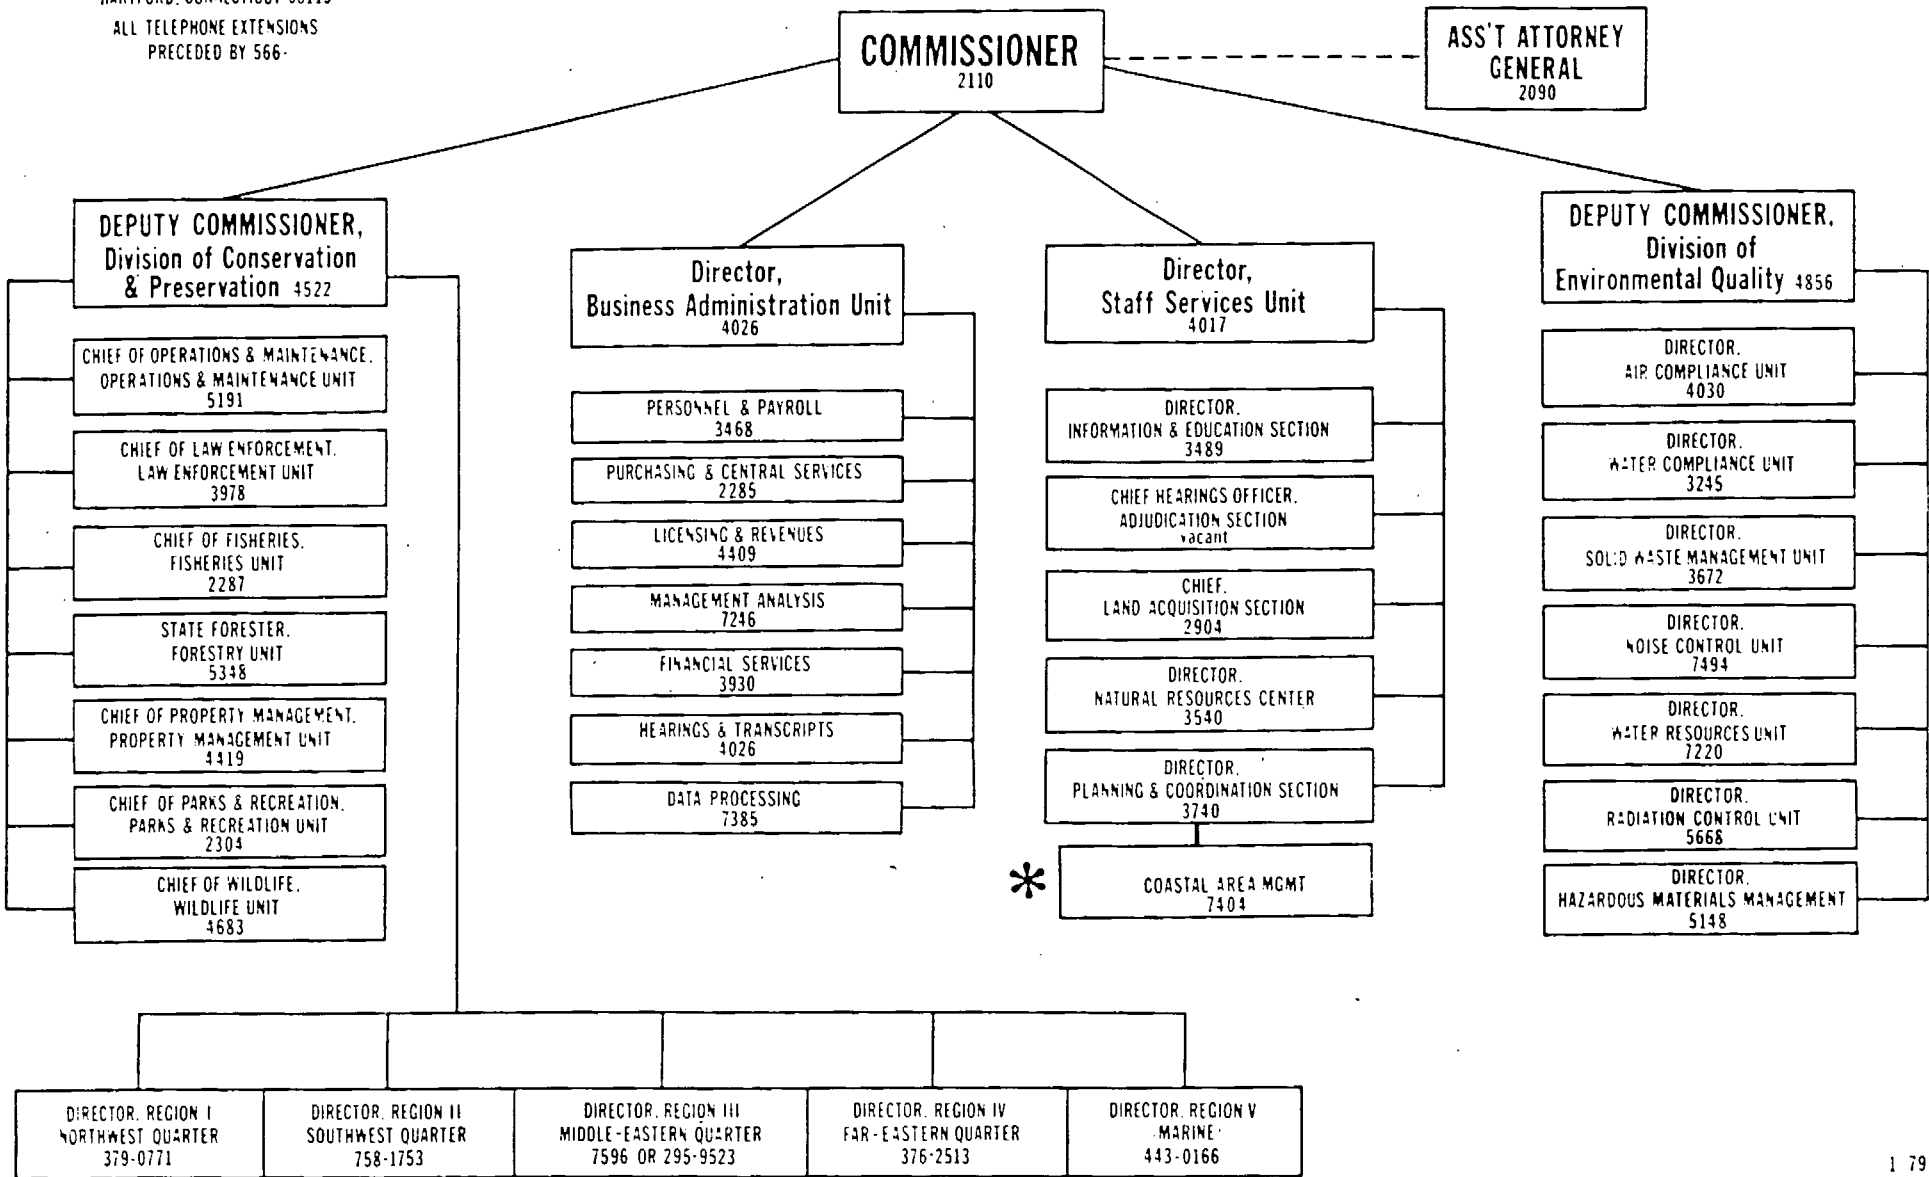 ALL TELEPHONE EXTENSIONS
PRECEDED BY 566-
COMMISSIONER
2110
ASS'T ATTORNEY
GENERAL
2090
DEPUTY COMMISSIONER,
Division of Conservation
& Preservation 4522
CHIEF OF OPERATIONS & MAINTENANCE,
OPERATIONS & MAINTENANCE UNIT
5191
CHIEF OF LAW ENFORCEMENT,
LAW ENFORCEMENT UNIT
3978
CHIEF OF FISHERIES,
FISHERIES UNIT
2287
STATE FORESTER,
FORESTRY UNIT
5348
CHIEF OF PROPERTY MANAGEMENT,
PROPERTY MANAGEMENT UNIT
4419
CHIEF OF PARKS & RECREATION,
PARKS & RECREATION UNIT
2304
CHIEF OF WILDLIFE,
WILDLIFE UNIT
4683
Director,
Business Administration Unit
4026
PERSONNEL & PAYROLL
3468
PURCHASING & CENTRAL SERVICES
2285
LICENSING & REVENUES
4409
MANAGEMENT ANALYSIS
7246
FINANCIAL SERVICES
3930
HEARINGS & TRANSCRIPTS
4026
DATA PROCESSING
7385
Director,
Staff Services Unit
4017
DIRECTOR,
INFORMATION & EDUCATION SECTION
3489
CHIEF HEARINGS OFFICER,
ADJUDICATION SECTION
vacant
CHIEF,
LAND ACQUISITION SECTION
2904
DIRECTOR,
NATURAL RESOURCES CENTER
3540
DIRECTOR,
PLANNING & COORDINATION SECTION
3740
* COASTAL AREA MGMT
7404
DEPUTY COMMISSIONER,
Division of
Environmental Quality 4856
DIRECTOR,
AIR COMPLIANCE UNIT
4030
DIRECTOR,
WATER COMPLIANCE UNIT
3245
DIRECTOR,
SOLID WASTE MANAGEMENT UNIT
3672
DIRECTOR,
NOISE CONTROL UNIT
7494
DIRECTOR,
WATER RESOURCES UNIT
7220
DIRECTOR,
RADIATION CONTROL UNIT
5668
DIRECTOR,
HAZARDOUS MATERIALS MANAGEMENT
5148
DIRECTOR, REGION I
NORTHWEST QUARTER
379-0771
DIRECTOR, REGION II
SOUTHWEST QUARTER
758-1753
DIRECTOR, REGION III
MIDDLE-EASTERN QUARTER
7596 OR 295-9523
DIRECTOR, REGION IV
FAR-EASTERN QUARTER
376-2513
DIRECTOR, REGION V
MARINE
443-0166
1 79